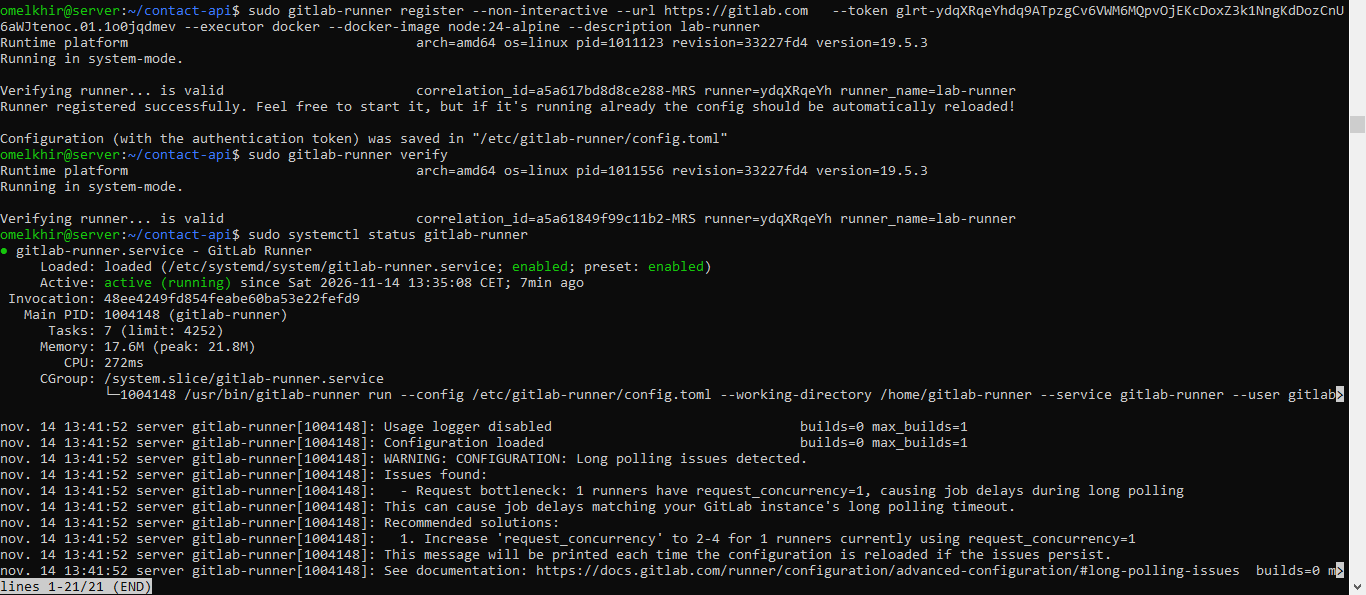 omelkhir@server:~/contact-api$ sudo gitlab-runner register --non-interactive --url https://gitlab.com   --token glrt-ydqXRqeYhdq9ATpzgCv6VWM6MQpvOjEKcDoxZ3k1NngKdDozCnU
6aWJtenoc.01.1o0jqdmev --executor docker --docker-image node:24-alpine --description lab-runner
Runtime platform                                    arch=amd64 os=linux pid=1011123 revision=33227fd4 version=19.5.3
Running in system-mode.
Verifying runner... is valid                        correlation_id=a5a617bd8d8ce288-MRS runner=ydqXRqeYh runner_name=lab-runner
Runner registered successfully. Feel free to start it, but if it's running already the config should be automatically reloaded!
Configuration (with the authentication token) was saved in "/etc/gitlab-runner/config.toml"
omelkhir@server:~/contact-api$ sudo gitlab-runner verify
Runtime platform                                    arch=amd64 os=linux pid=1011556 revision=33227fd4 version=19.5.3
Running in system-mode.
Verifying runner... is valid                        correlation_id=a5a61849f99c11b2-MRS runner=ydqXRqeYh runner_name=lab-runner
omelkhir@server:~/contact-api$ sudo systemctl status gitlab-runner
● gitlab-runner.service - GitLab Runner
     Loaded: loaded (/etc/systemd/system/gitlab-runner.service; enabled; preset: enabled)
     Active: active (running) since Sat 2026-11-14 13:35:08 CET; 7min ago
 Invocation: 48ee4249fd854feabe60ba53e22fefd9
   Main PID: 1004148 (gitlab-runner)
      Tasks: 7 (limit: 4252)
     Memory: 17.6M (peak: 21.8M)
        CPU: 272ms
     CGroup: /system.slice/gitlab-runner.service
             └─1004148 /usr/bin/gitlab-runner run --config /etc/gitlab-runner/config.toml --working-directory /home/gitlab-runner --service gitlab-runner --user gitlab>
nov. 14 13:41:52 server gitlab-runner[1004148]: Usage logger disabled                               builds=0 max_builds=1
nov. 14 13:41:52 server gitlab-runner[1004148]: Configuration loaded                                builds=0 max_builds=1
nov. 14 13:41:52 server gitlab-runner[1004148]: WARNING: CONFIGURATION: Long polling issues detected.
nov. 14 13:41:52 server gitlab-runner[1004148]: Issues found:
nov. 14 13:41:52 server gitlab-runner[1004148]:   - Request bottleneck: 1 runners have request_concurrency=1, causing job delays during long polling
nov. 14 13:41:52 server gitlab-runner[1004148]: This can cause job delays matching your GitLab instance's long polling timeout.
nov. 14 13:41:52 server gitlab-runner[1004148]: Recommended solutions:
nov. 14 13:41:52 server gitlab-runner[1004148]:   1. Increase 'request_concurrency' to 2-4 for 1 runners currently using request_concurrency=1
nov. 14 13:41:52 server gitlab-runner[1004148]: This message will be printed each time the configuration is reloaded if the issues persist.
nov. 14 13:41:52 server gitlab-runner[1004148]: See documentation: https://docs.gitlab.com/runner/configuration/advanced-configuration/#long-polling-issues  builds=0 m>
lines 1-21/21 (END)